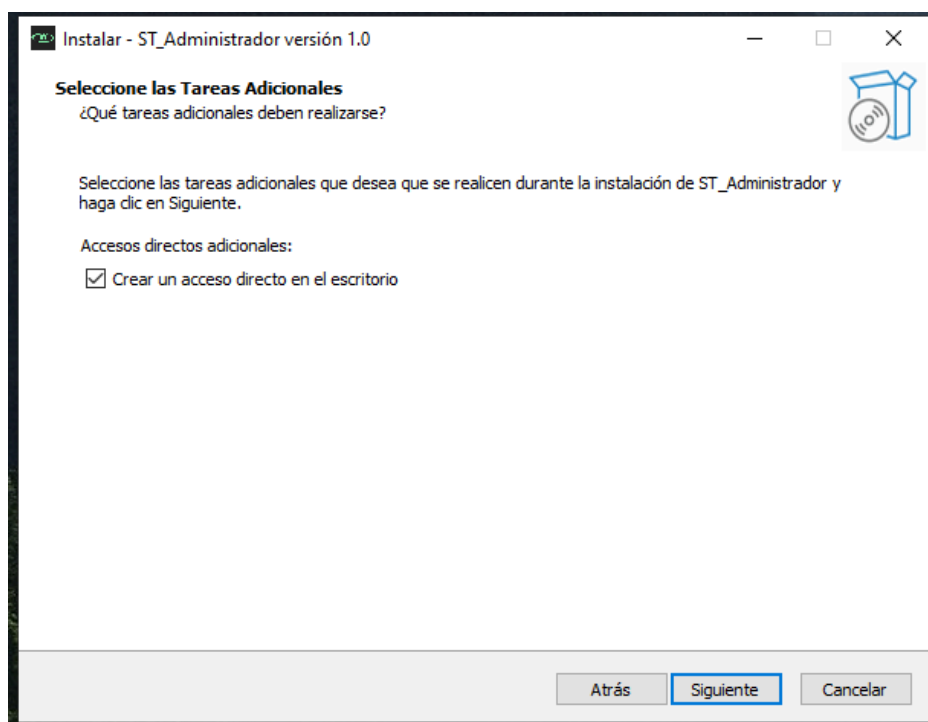 Instalar - ST_Administrador versión 1.0
Seleccione las Tareas Adicionales
¿Qué tareas adicionales deben realizarse?
Seleccione las tareas adicionales que desea que se realicen durante la instalación de ST_Administrador y
haga clic en Siguiente.
Accesos directos adicionales:
Crear un acceso directo en el escritorio
Atrás Siguiente Cancelar